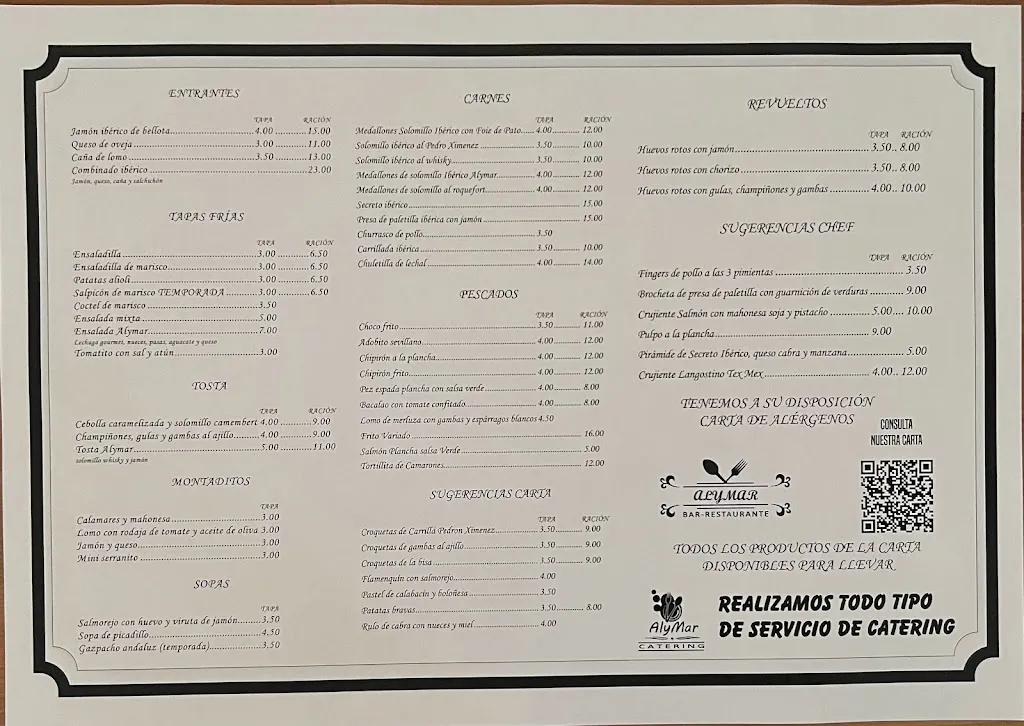 ENTRANTES
TAPA RACIÓN
Jamón ibérico de bellota 4.00 15.00
Queso de oveja 3.00 11.00
Caña de lomo 3.50 13.00
Combinado ibérico 23.00
Jamón, queso, caña y salchichón
TAPAS FRÍAS
TAPA RACIÓN
Ensaladilla 3.00 6.50
Ensaladilla de marisco 3.00 6.50
Patatas alioli 3.00 6.50
Salpicón de marisco TEMPORADA 3.00 6.50
Coctel de marisco 3.50
Ensalada mixta 5.00
Ensalada Alymar 7.00
Lechuga gourmet, nueces, pasas, aguacate y queso
Tomatito con sal y atún 3.00
TOSTA
TAPA RACIÓN
Cebolla caramelizada y solomillo camembert 4.00 9.00
Champiñones, gulas y gambas al ajillo 4.00 9.00
Tosta Alymar 5.00 11.00
solomillo whisky y jamón
MONTADITOS
TAPA
Calamares y mahonesa 3.00
Lomo con rodaja de tomate y aceite de oliva 3.00
Jamón y queso 3.00
Mini serranito 3.00
SOPAS
TAPA
Salmorejo con huevo y viruta de jamón 3.50
Sopa de picadillo 4.50
Gazpacho andaluz (temporada) 3.50
CARNES
TAPA RACIÓN
Medallones Solomillo Ibérico con Foie de Pato 4.00 12.00
Solomillo ibérico al Pedro Ximenez 3.50 10.00
Solomillo ibérico al whisky 3.50 10.00
Medallones de solomillo Ibérico Alymar 4.00 12.00
Medallones de solomillo al roquefort 4.00 12.00
Secreto ibérico 15.00
Presa de paletilla ibérica con jamón 15.00
Churrasco de pollo 3.50
Carrillada ibérica 3.50 10.00
Chuletilla de lechal 4.00 14.00
PESCADOS
TAPA RACIÓN
Choco frito 3.50 11.00
Adobito sevillano 4.00 12.00
Chipirón a la plancha 4.00 12.00
Chipirón frito 4.00 12.00
Pez espada plancha con salsa verde 4.00 8.00
Bacalao con tomate confitado 4.00 8.00
Lomo de merluza con gambas y espárragos blancos 4.50
Frito Variado 16.00
Salmón Plancha salsa Verde 5.00
Tortillita de Camarones 12.00
SUGERENCIAS CARTA
TAPA RACIÓN
Croquetas de Carrillá Pedron Ximenez 3.50 9.00
Croquetas de gambas al ajillo 3.50 9.00
Croquetas de la bisa 3.50 9.00
Flamenquin con salmorejo 4.00
Pastel de calabacín y boloñesa 3.50
Patatas bravas 3.50 8.00
Rulo de cabra con nueces y miel 4.00
REVUELTOS
TAPA RACIÓN
Huevos rotos con jamón 3.50 8.00
Huevos rotos con chorizo 3.50 8.00
Huevos rotos con gulas, champiñones y gambas 4.00 10.00
SUGERENCIAS CHEF
TAPA RACIÓN
Fingers de pollo a las 3 pimientas 3.50
Brocheta de presa de paletilla con guarnición de verduras 9.00
Crujiente Salmón con mahonesa soja y pistacho 5.00 10.00
Pulpo a la plancha 9.00
Pirámide de Secreto Ibérico, queso cabra y manzana 5.00
Crujiente Langostino Tex Mex 4.00 12.00
TENEMOS A SU DISPOSICIÓN
CARTA DE ALÉRGENOS
CONSULTA
NUESTRA CARTA
ALYMAR
BAR-RESTAURANTE
TODOS LOS PRODUCTOS DE LA CARTA
DISPONIBLES PARA LLEVAR
AlyMar
CATERING
REALIZAMOS TODO TIPO
DE SERVICIO DE CATERING